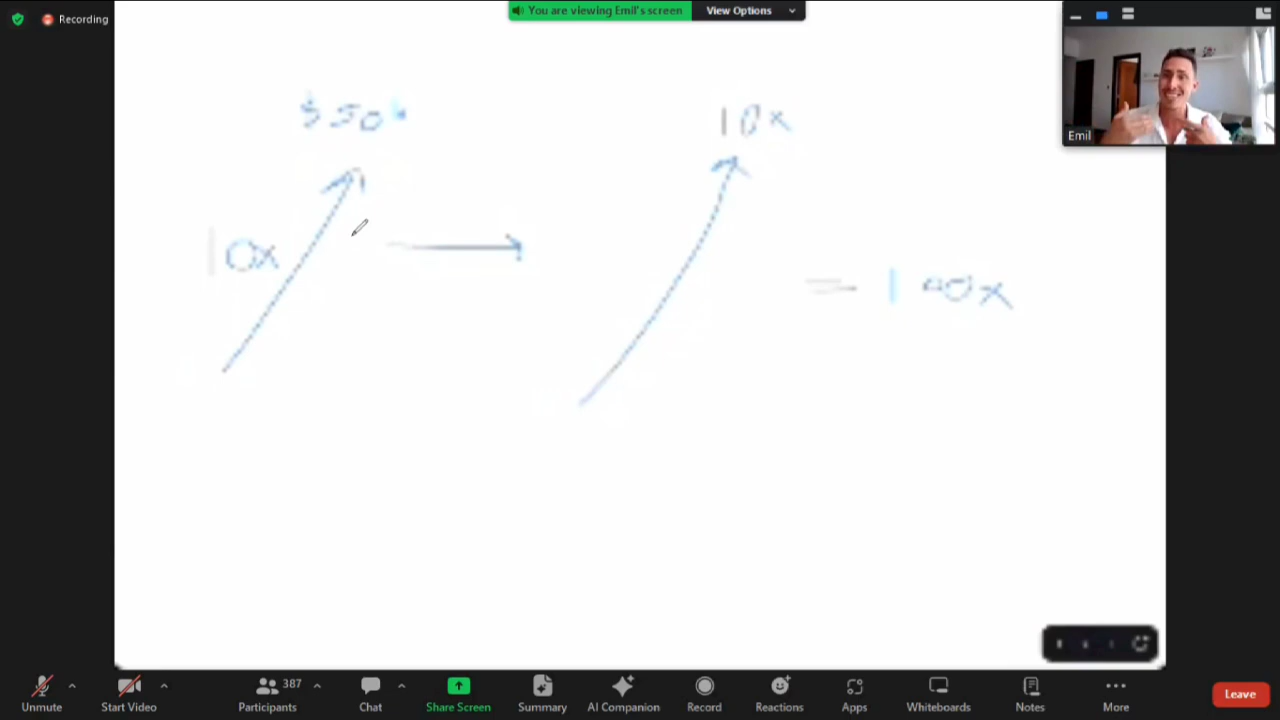 Recording
You are viewing Emil's screen
View Options
Emil
$50k
10x
10x
= 100x
Unmute
Start Video
Participants
387
Chat
Share Screen
Summary
AI Companion
Record
Reactions
Apps
Whiteboards
Notes
More
Leave